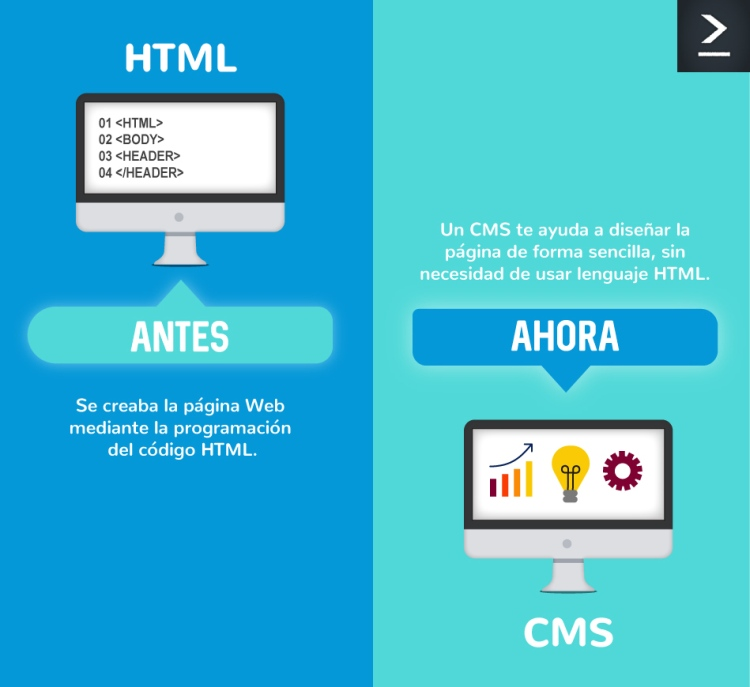 HTML
01 <HTML>
02 <BODY>
03 <HEADER>
04 </HEADER>
ANTES
Se creaba la página Web
mediante la programación
del código HTML.
Un CMS te ayuda a diseñar la
página de forma sencilla, sin
necesidad de usar lenguaje HTML.
AHORA
CMS